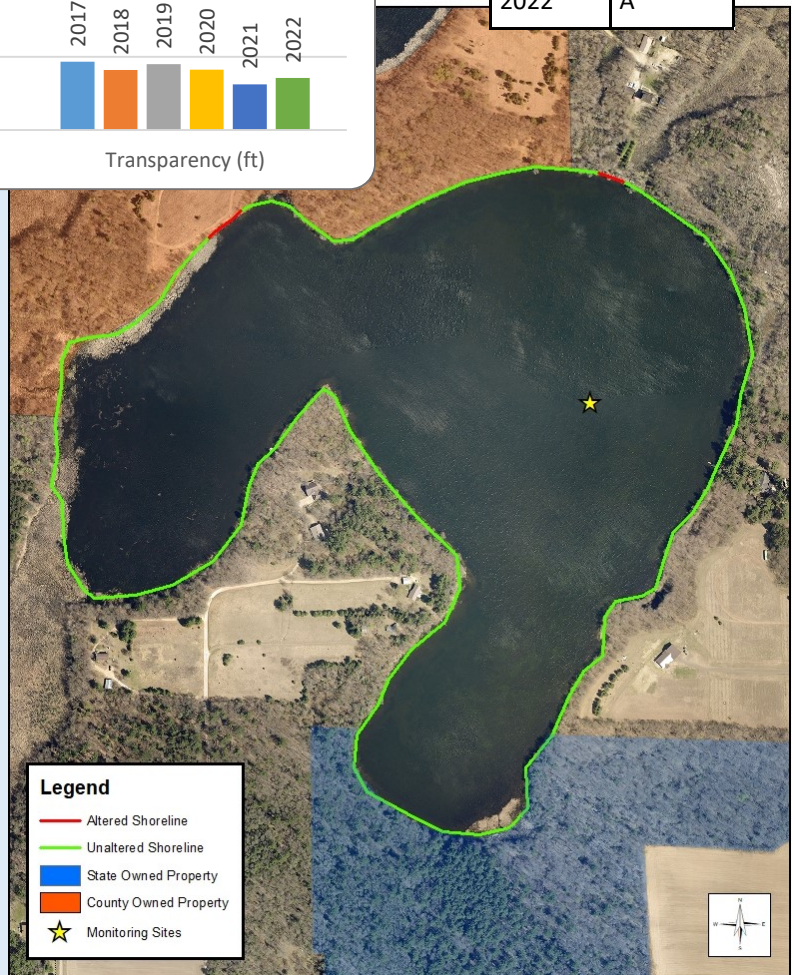 2022 A
2017 2018 2019 2020 2021 2022
Transparency (ft)
Legend
Altered Shoreline
Unaltered Shoreline
State Owned Property
County Owned Property
Monitoring Sites
N
W E
S